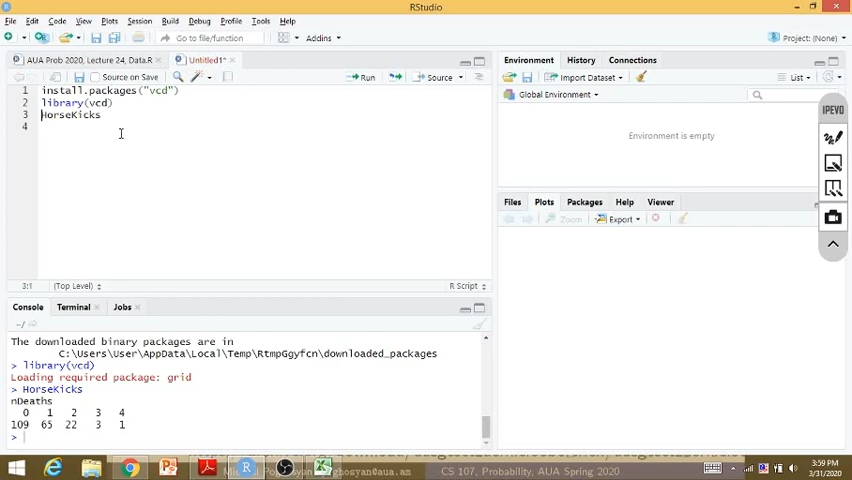 RStudio
File Edit Code View Plots Session Build Debug Profile Tools Help
Go to file/function
Addins
Project: (None)
AUA Prob 2020, Lecture 24, Data.R
Untitled1*
Source on Save
Run
Source
1 install.packages("vcd")
2 library(vcd)
3 HorseKicks
4
3:1
(Top Level)
R Script
Environment History Connections
Import Dataset
List
Global Environment
Environment is empty
Files Plots Packages Help Viewer
Zoom
Export
IPEVO
Console Terminal Jobs
~/
The downloaded binary packages are in
C:\Users\User\AppData\Local\Temp\RtmpGgyfcn\downloaded_packages
> library(vcd)
Loading required package: grid
> HorseKicks
nDeaths
0 1 2 3 4
109 65 22 3 1
>
CS 107, Probability, AUA Spring 2020
3:59 PM
3/31/2020